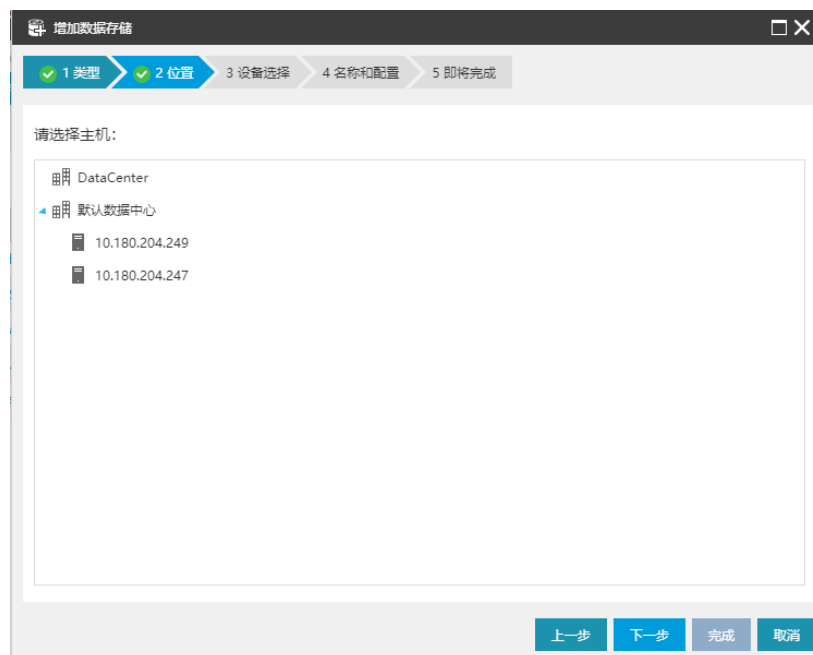 增加数据存储
1 类型 2 位置 3 设备选择 4 名称和配置 5 即将完成
请选择主机：
DataCenter
默认数据中心
10.180.204.249
10.180.204.247
上一步 下一步 完成 取消